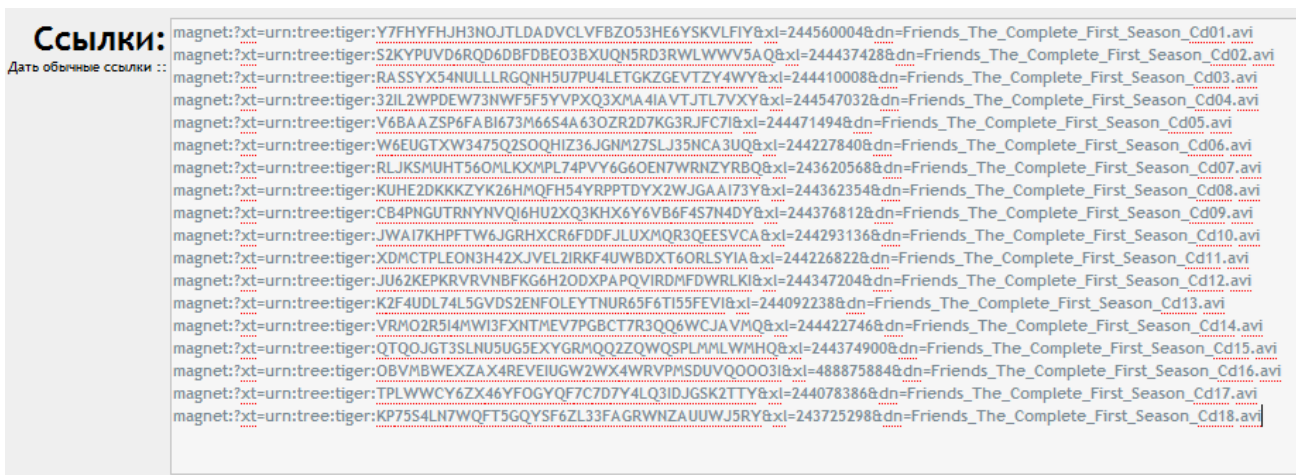 Ссылки:
Дать обычные ссылки ::
magnet:?xt=urn:tree:tiger:Y7FHYFHJH3NOJTLDADVCLVFBZO53HE6YSKVLFIY&xl=244560004&dn=Friends_The_Complete_First_Season_Cd01.avi
magnet:?xt=urn:tree:tiger:S2KYPUVD6RQD6DBFDBEO3BXUQN5RD3RWLWWV5AQ&xl=244437428&dn=Friends_The_Complete_First_Season_Cd02.avi
magnet:?xt=urn:tree:tiger:RASSYX54NULLLRGQNH5U7PU4LETGKZGEVTZY4WY&xl=244410008&dn=Friends_The_Complete_First_Season_Cd03.avi
magnet:?xt=urn:tree:tiger:32IL2WPDEW73NWF5F5YVPXQ3XMA4IAVTJTL7VXY&xl=244547032&dn=Friends_The_Complete_First_Season_Cd04.avi
magnet:?xt=urn:tree:tiger:V6BAAZSP6FABI673M66S4A63OZR2D7KG3RJFC7I&xl=244471494&dn=Friends_The_Complete_First_Season_Cd05.avi
magnet:?xt=urn:tree:tiger:W6EUGTXW3475Q2SOQHIZ36JGNM27SLJ35NCA3UQ&xl=244227840&dn=Friends_The_Complete_First_Season_Cd06.avi
magnet:?xt=urn:tree:tiger:RLJKSMUHT56OMLKXMPL74PVY6G6OEN7WRNZYRBQ&xl=243620568&dn=Friends_The_Complete_First_Season_Cd07.avi
magnet:?xt=urn:tree:tiger:KUHE2DKKKZYK26HMQFH54YRPPTDYX2WJGAAI73Y&xl=244362354&dn=Friends_The_Complete_First_Season_Cd08.avi
magnet:?xt=urn:tree:tiger:CB4PNGUTRNYNVQI6HU2XQ3KHX6Y6VB6F4S7N4DY&xl=244376812&dn=Friends_The_Complete_First_Season_Cd09.avi
magnet:?xt=urn:tree:tiger:JWAI7KHPFTW6JGRHXCR6FDDFJLUXMQR3QEESVCA&xl=244293136&dn=Friends_The_Complete_First_Season_Cd10.avi
magnet:?xt=urn:tree:tiger:XDMCTPLEON3H42XJVEL2IRKF4UWBDXT6ORLSYIA&xl=244226822&dn=Friends_The_Complete_First_Season_Cd11.avi
magnet:?xt=urn:tree:tiger:JU62KEPKRVRVNBFKG6H2ODXPAPQVIRDMFDWRLKI&xl=244347204&dn=Friends_The_Complete_First_Season_Cd12.avi
magnet:?xt=urn:tree:tiger:K2F4UDL74L5GVDS2ENFOLEYTNUR65F6TI55FEVI&xl=244092238&dn=Friends_The_Complete_First_Season_Cd13.avi
magnet:?xt=urn:tree:tiger:VRMO2R5I4MWI3FXNTMEV7PGBCT7R3QQ6WCJAVMQ&xl=244422746&dn=Friends_The_Complete_First_Season_Cd14.avi
magnet:?xt=urn:tree:tiger:QTQOJGT3SLNU5UG5EXYGRMQQ2ZQWQSPLMMLWMHQ&xl=244374900&dn=Friends_The_Complete_First_Season_Cd15.avi
magnet:?xt=urn:tree:tiger:OBVMBWEXZAX4REVEIUGW2WX4WRVPMSDUVQOOO3I&xl=488875884&dn=Friends_The_Complete_First_Season_Cd16.avi
magnet:?xt=urn:tree:tiger:TPLWWCY6ZX46YFOGYQF7C7D7Y4LQ3IDJGSK2TTY&xl=244078386&dn=Friends_The_Complete_First_Season_Cd17.avi
magnet:?xt=urn:tree:tiger:KP75S4LN7WQFT5GQYSF6ZL33FAGRWNZAUUWJ5RY&xl=243725298&dn=Friends_The_Complete_First_Season_Cd18.avi